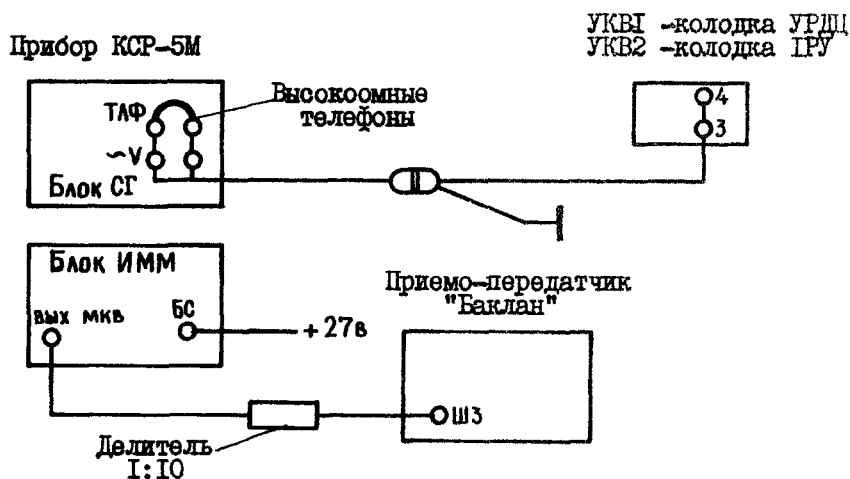 УКВ1 -колодка УРДЦ
УКВ2 -колодка 1РУ
Прибор КСР-5М
Высокоомные
телефоны
ТЛФ
~V
Блок СГ
4
3
Блок ИММ
вых мкв
БС
+27в
Приемо-передатчик
"Баклан"
Ш3
Делитель
1:10